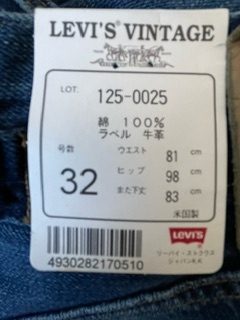 LEVI'S® VINTAGE
LOT. 125-0025
綿 100%
ラベル 牛革
号数 32
ウエスト 81 cm
ヒップ 98 cm
また下丈 83 cm
米国製
LEVI'S
リーバイ・ストラウス
ジャパンK.K.
4930282170510